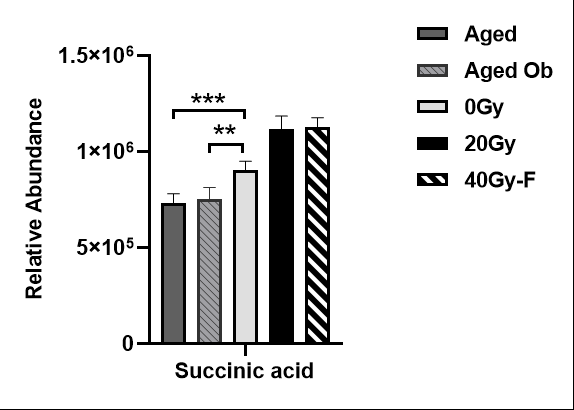 1.5×10⁶
1×10⁶
5×10⁵
0
Relative Abundance
***
**
Succinic acid
Aged
Aged Ob
0Gy
20Gy
40Gy-F